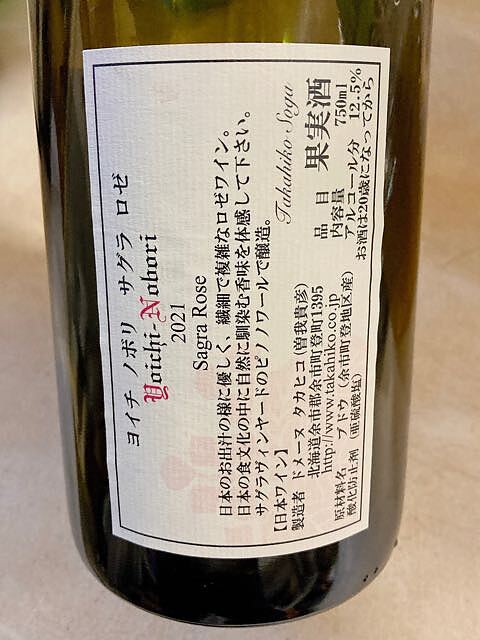 ヨイチ ノボリ サグラ ロゼ
Yoichi-Nobori
2021
Sagra Rose
日本のお出汁の様に優しく、繊細で複雑なロゼワイン。
日本の食文化の中に自然に馴染む香味を体感して下さい。
サグラヴィンヤードのピノノワールで醸造。
Takahiko Soga
【日本ワイン】
製造者 ドメーヌ タカヒコ (曽我貴彦)
北海道余市郡余市町登町1395
http://www.takahiko.co.jp
原材料名 ブドウ (余市町登地区産)
酸化防止剤 (亜硫酸塩)
品目 果実酒
内容量 750ml
アルコール分 12.5%
お酒は20歳になってから